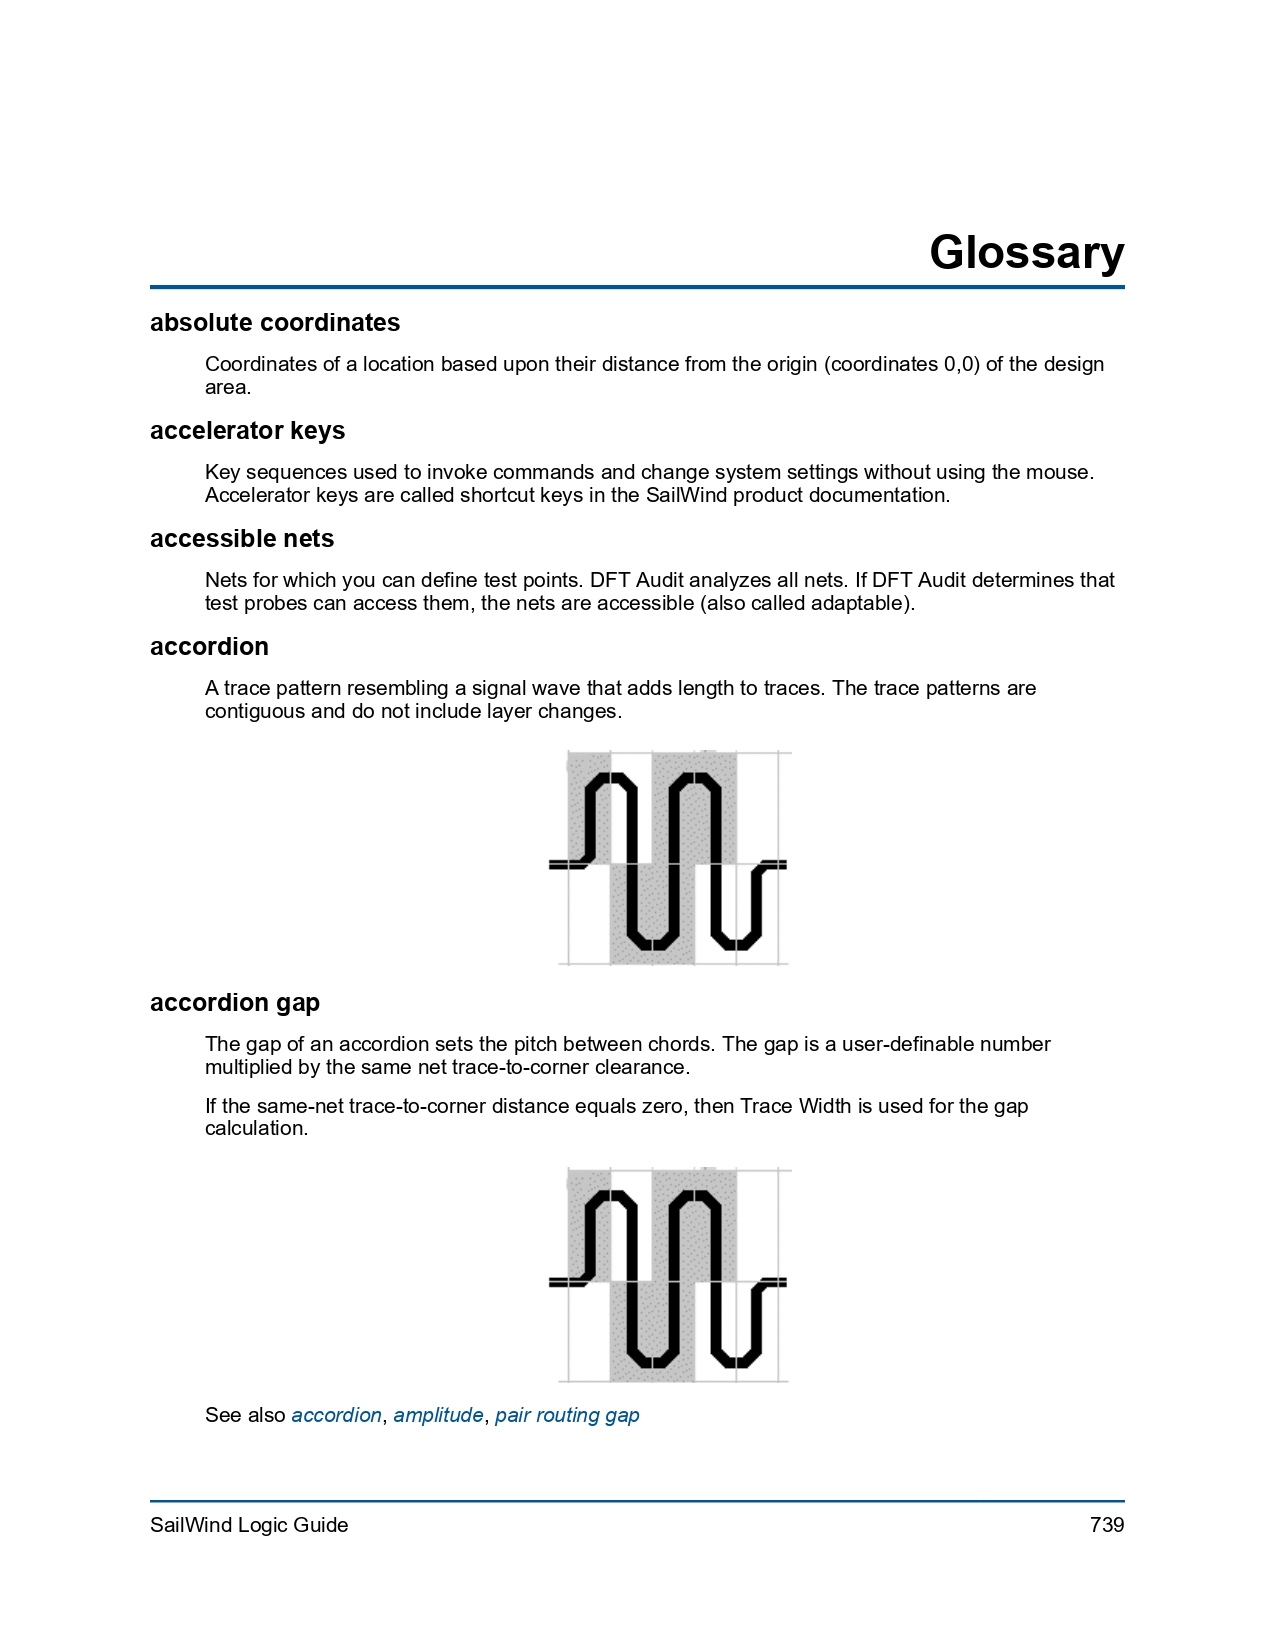 Glossary
absolute coordinates
Coordinates of a location based upon their distance from the origin (coordinates 0,0) of the design
area.
accelerator keys
Key sequences used to invoke commands and change system settings without using the mouse.
Accelerator keys are called shortcut keys in the SailWind product documentation.
accessible nets
Nets for which you can define test points. DFT Audit analyzes all nets. If DFT Audit determines that
test probes can access them, the nets are accessible (also called adaptable).
accordion
A trace pattern resembling a signal wave that adds length to traces. The trace patterns are
contiguous and do not include layer changes.
accordion gap
The gap of an accordion sets the pitch between chords. The gap is a user-definable number
multiplied by the same net trace-to-corner clearance.
If the same-net trace-to-corner distance equals zero, then Trace Width is used for the gap
calculation.
See also accordion, amplitude, pair routing gap
SailWind Logic Guide 739